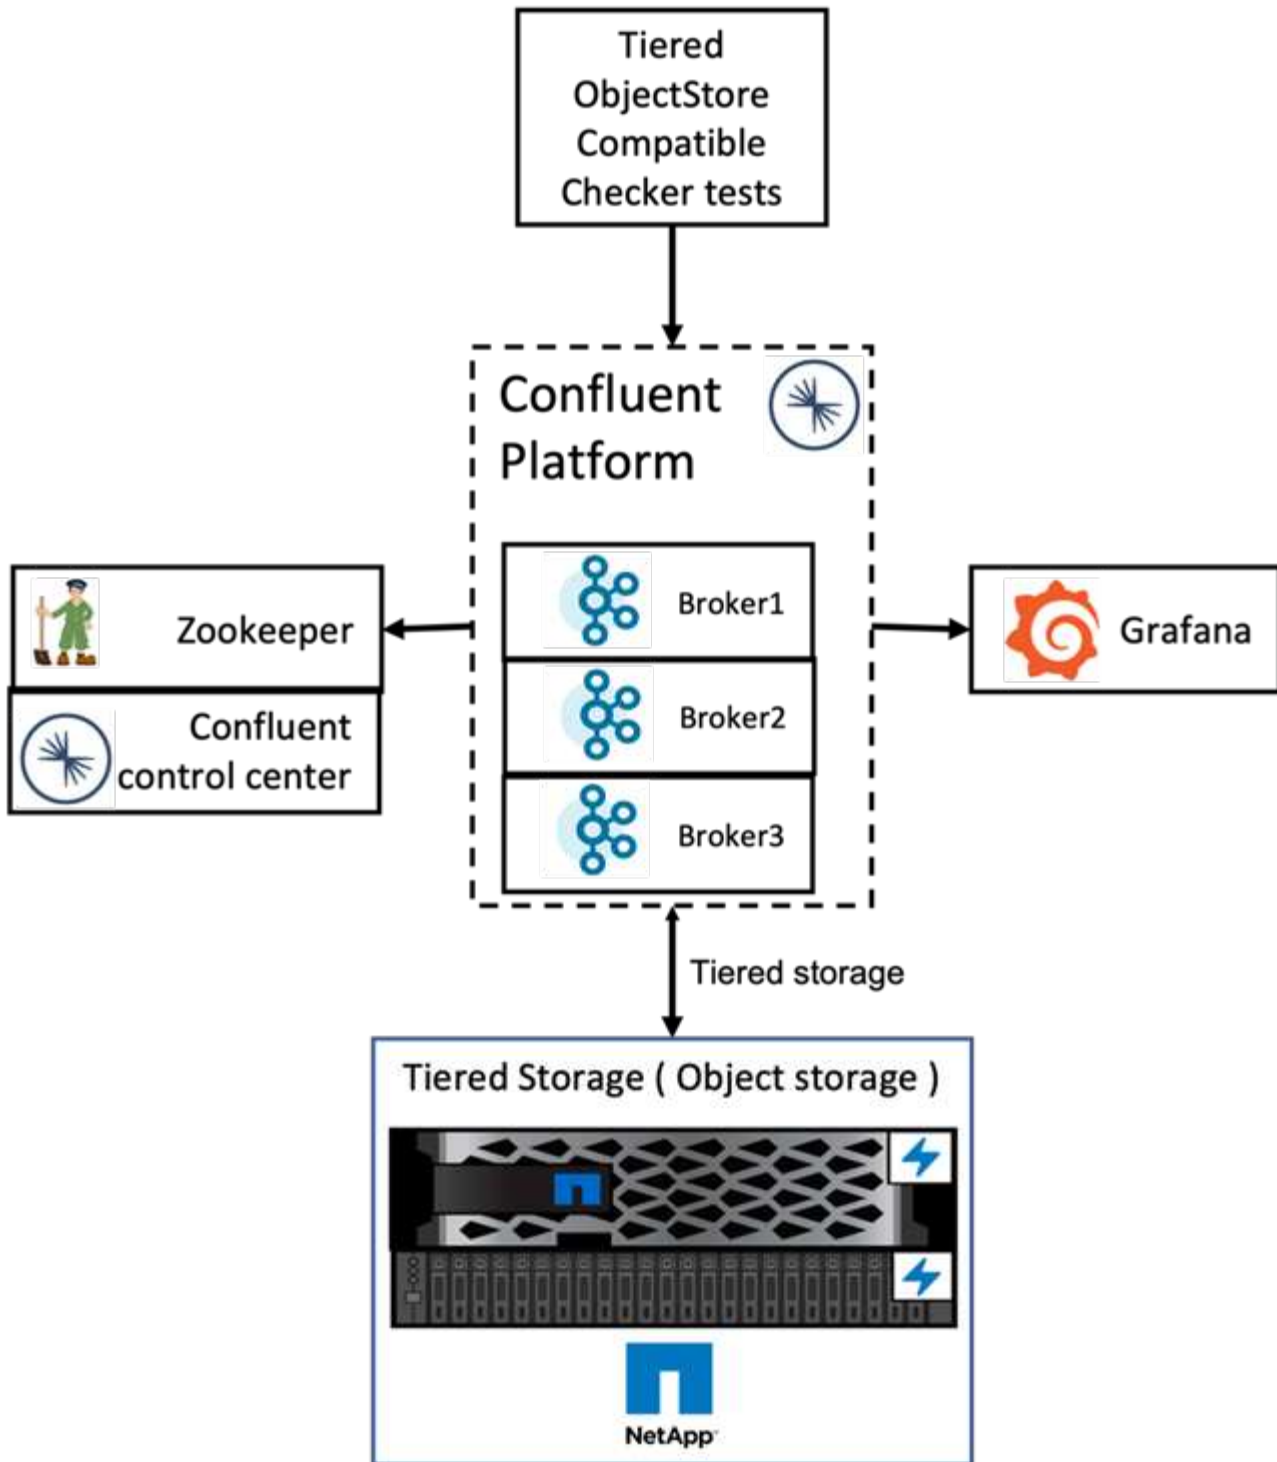 Tiered
ObjectStore
Compatible
Checker tests
Confluent
Platform
Broker1
Zookeeper
Grafana
Broker2
Confluent
control center
Broker3
Tiered storage
Tiered Storage ( Object storage )
NetApp